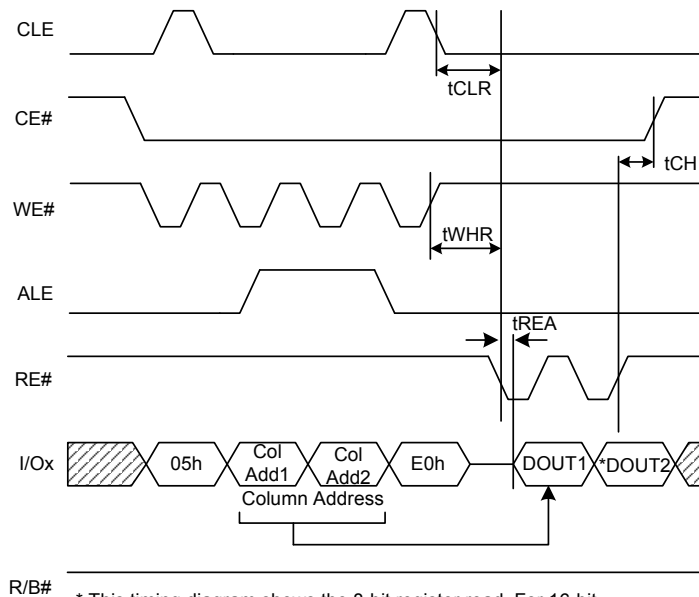 CLE
tCLR
CE#
tCH
WE#
tWHR
ALE
tREA
RE#
I/Ox
05h
Col
Add1
Col
Add2
E0h
DOUT1
*DOUT2
Column Address
R/B#
* This timing diagram shows the 8-bit register read. For 16-bit